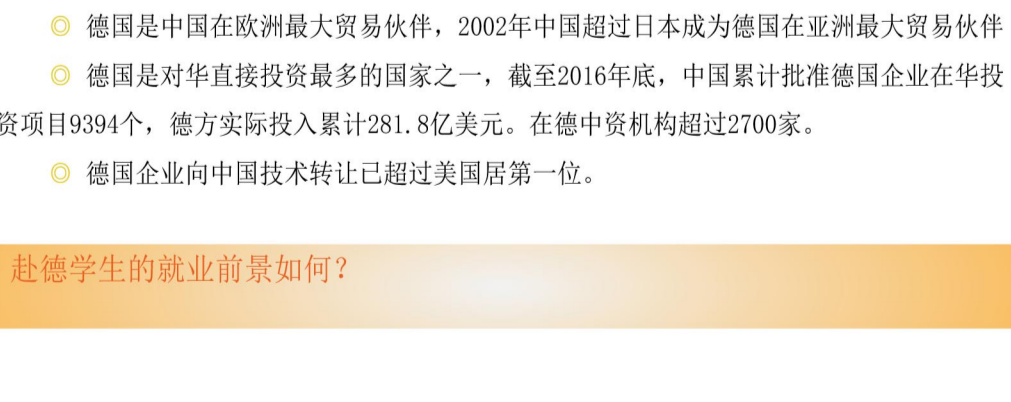 ◎ 德国是中国在欧洲最大贸易伙伴，2002年中国超过日本成为德国在亚洲最大贸易伙伴
◎ 德国是对华直接投资最多的国家之一，截至2016年底，中国累计批准德国企业在华投
资项目9394个，德方实际投入累计281.8亿美元。在德中资机构超过2700家。
◎ 德国企业向中国技术转让已超过美国居第一位。
赴德学生的就业前景如何？